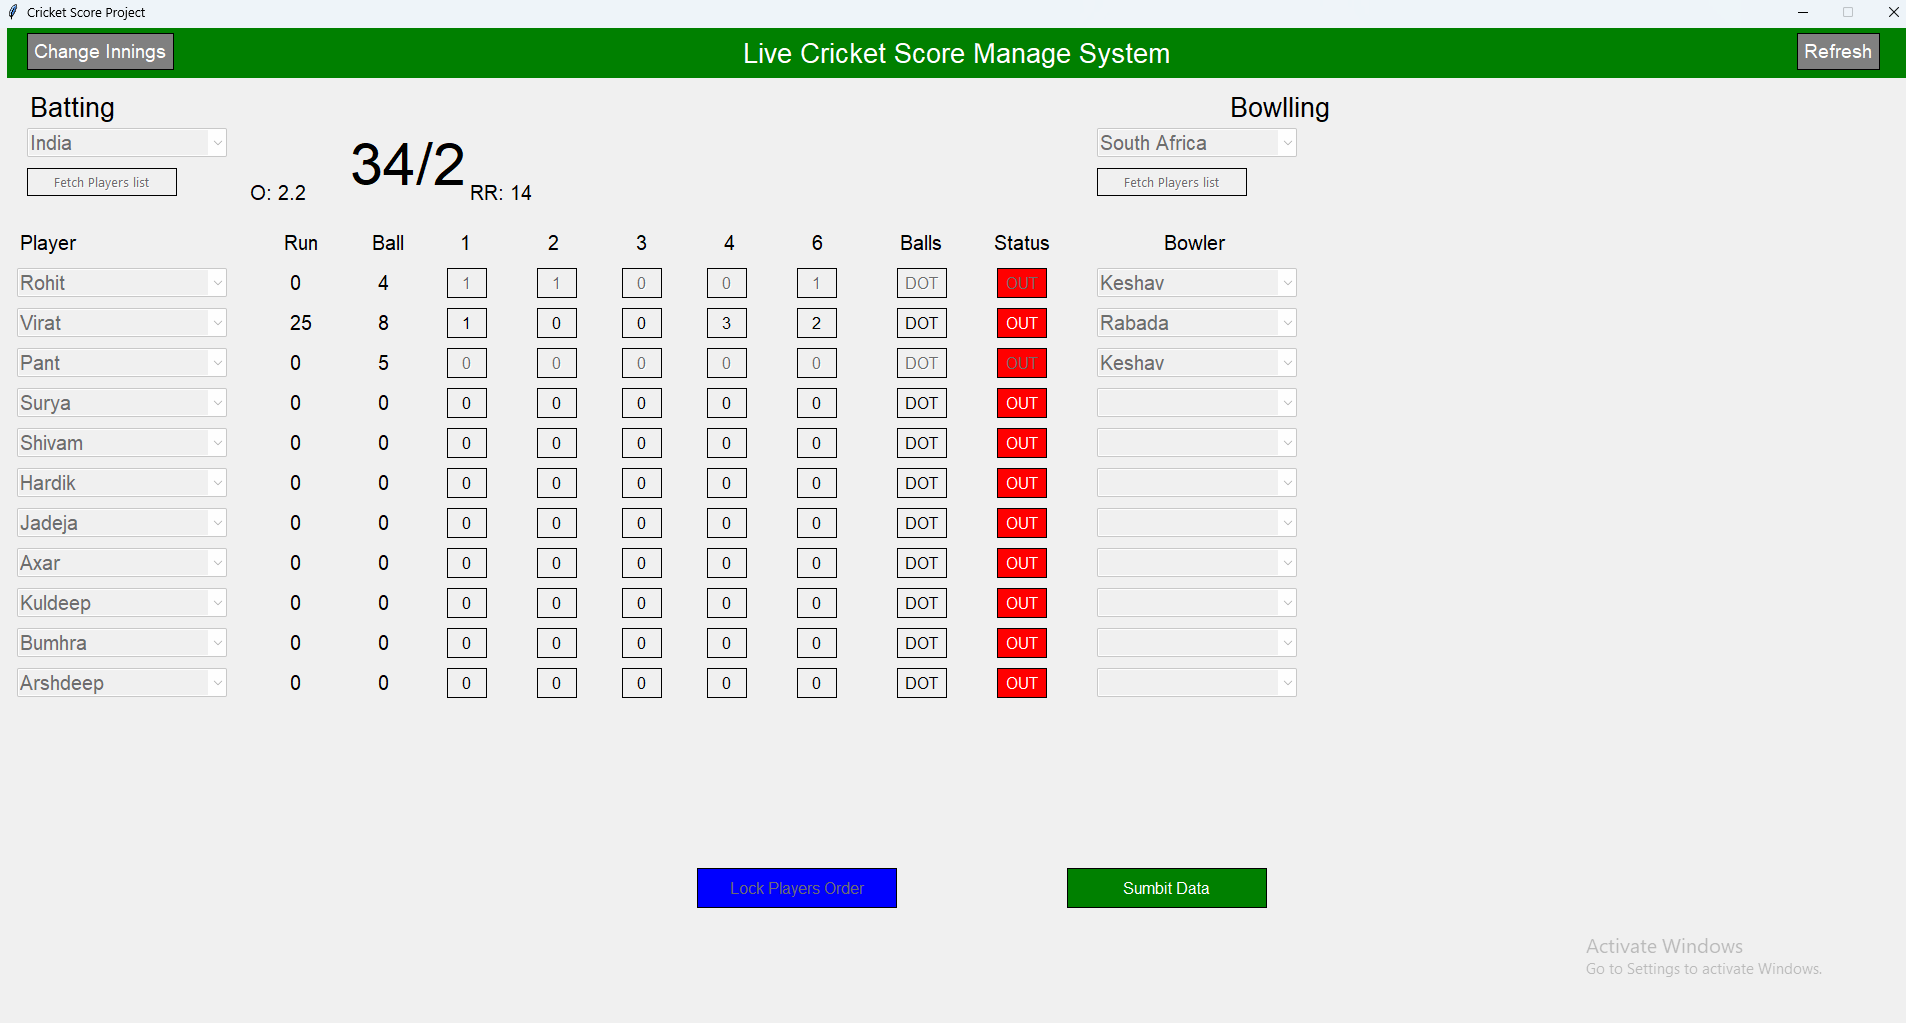 Cricket Score Project
Change Innings Live Cricket Score Manage System Refresh
Batting Bowlling
India South Africa
34/2
Fetch Players list Fetch Players list
O: 2.2 RR: 14
Player Run Ball 1 2 3 4 6 Balls Status Bowler
Rohit 0 4 1 1 0 0 1 DOT OUT Keshav
Virat 25 8 1 0 0 3 2 DOT OUT Rabada
Pant 0 5 0 0 0 0 0 DOT OUT Keshav
Surya 0 0 0 0 0 0 0 DOT OUT
Shivam 0 0 0 0 0 0 0 DOT OUT
Hardik 0 0 0 0 0 0 0 DOT OUT
Jadeja 0 0 0 0 0 0 0 DOT OUT
Axar 0 0 0 0 0 0 0 DOT OUT
Kuldeep 0 0 0 0 0 0 0 DOT OUT
Bumhra 0 0 0 0 0 0 0 DOT OUT
Arshdeep 0 0 0 0 0 0 0 DOT OUT
Lock Players Order Sumbit Data
Activate Windows
Go to Settings to activate Windows.